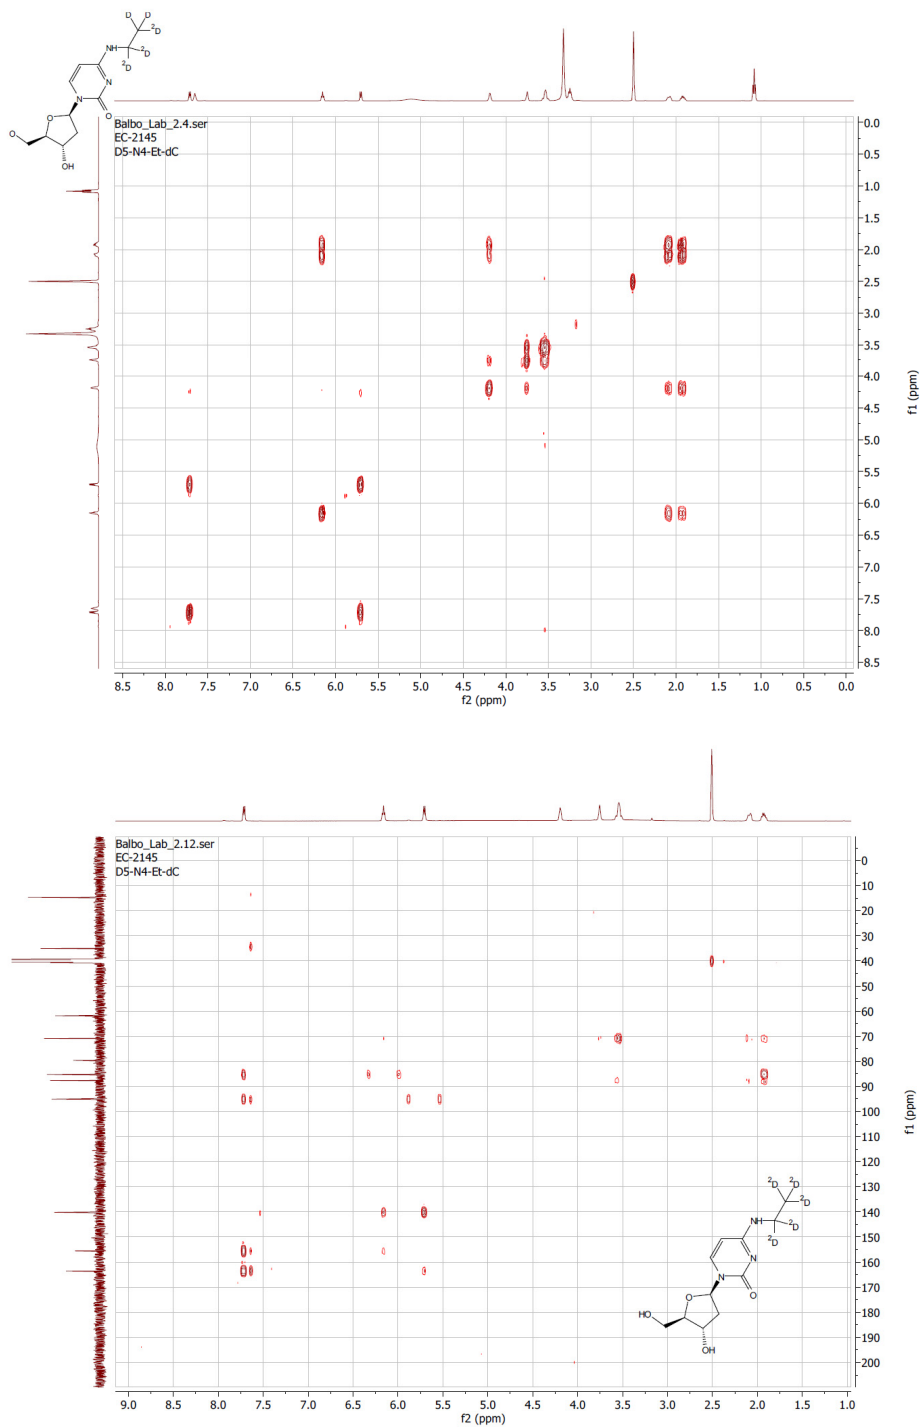 D D
²D
NH ²D
²D
N
N O
O
O
OH
Balbo_Lab_2.4.ser
EC-2145
D5-N4-Et-dC
0.0
0.5
1.0
1.5
2.0
2.5
3.0
3.5
4.0
4.5
5.0
5.5
6.0
6.5
7.0
7.5
8.0
8.5
f1 (ppm)
8.5 8.0 7.5 7.0 6.5 6.0 5.5 5.0 4.5 4.0 3.5 3.0 2.5 2.0 1.5 1.0 0.5 0.0
f2 (ppm)
Balbo_Lab_2.12.ser
EC-2145
D5-N4-Et-dC
0
10
20
30
40
50
60
70
80
90
100
110
120
130
140
150
160
170
180
190
200
f1 (ppm)
²D ²D
²D
NH ²D
²D
N
N O
O
HO
OH
9.0 8.5 8.0 7.5 7.0 6.5 6.0 5.5 5.0 4.5 4.0 3.5 3.0 2.5 2.0 1.5 1.0
f2 (ppm)